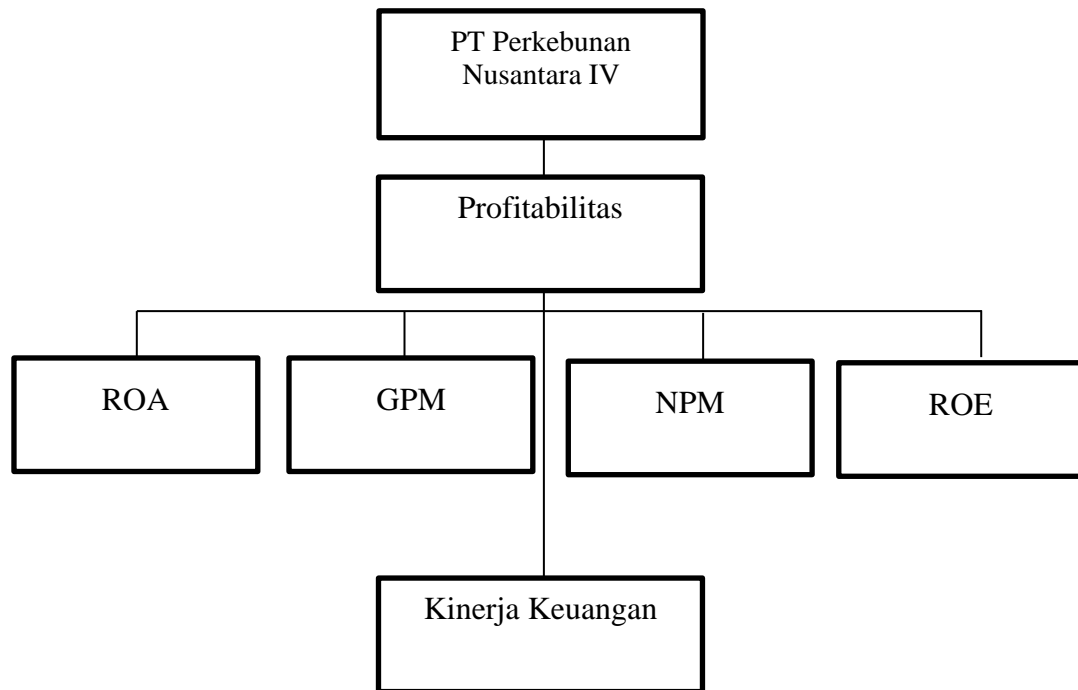 PT Perkebunan
Nusantara IV
Profitabilitas
ROA
GPM
NPM
ROE
Kinerja Keuangan